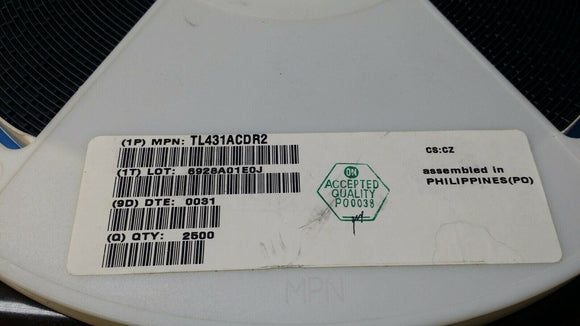 (1P) MPN: TL431ACDR2
(1T) LOT: 6928A01E0J
(9D) DTE: 0031
(Q) QTY: 2500
ON
ACCEPTED
QUALITY
P00038
CS:CZ
assembled in
PHILIPPINES(PO)
MPN